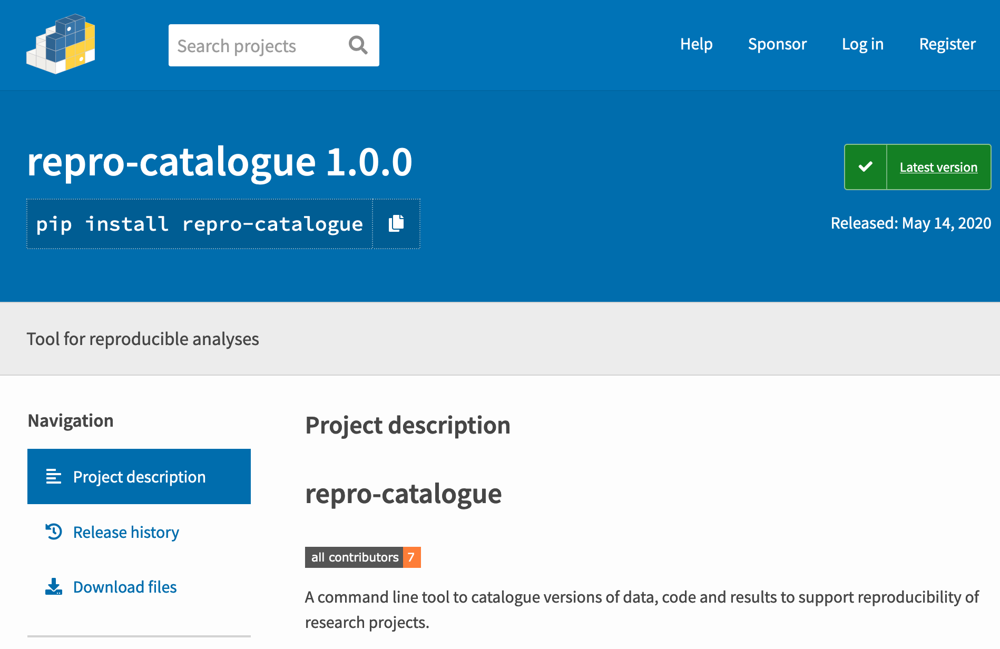 Search projects
Help
Sponsor
Log in
Register
repro-catalogue 1.0.0
pip install repro-catalogue
Latest version
Released: May 14, 2020
Tool for reproducible analyses
Navigation
Project description
Release history
Download files
Project description
repro-catalogue
all contributors 7
A command line tool to catalogue versions of data, code and results to support reproducibility of
research projects.